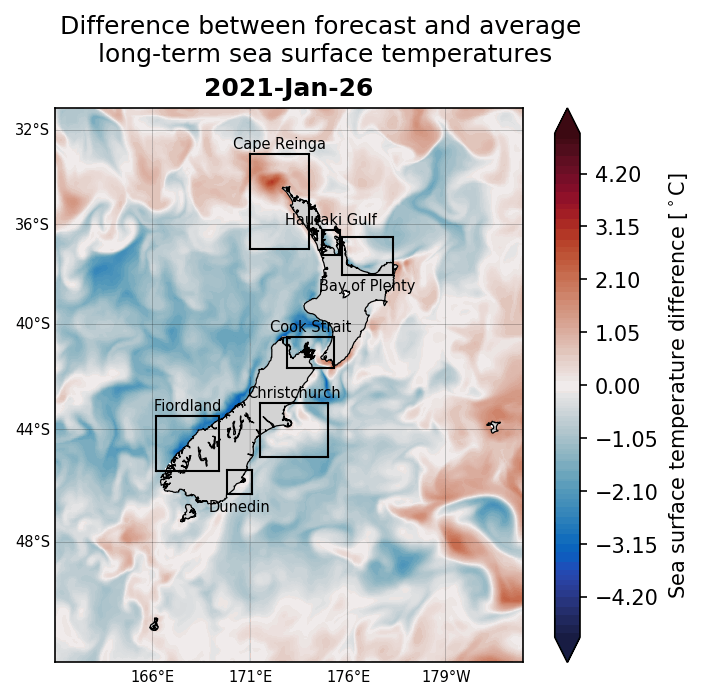 Difference between forecast and average
long-term sea surface temperatures
2021-Jan-26
32°S
36°S
40°S
44°S
48°S
166°E
171°E
176°E
179°W
Cape Reinga
Hauraki Gulf
Bay of Plenty
Cook Strait
Christchurch
Fiordland
Dunedin
4.20
3.15
2.10
1.05
0.00
−1.05
−2.10
−3.15
−4.20
Sea surface temperature difference [°C]